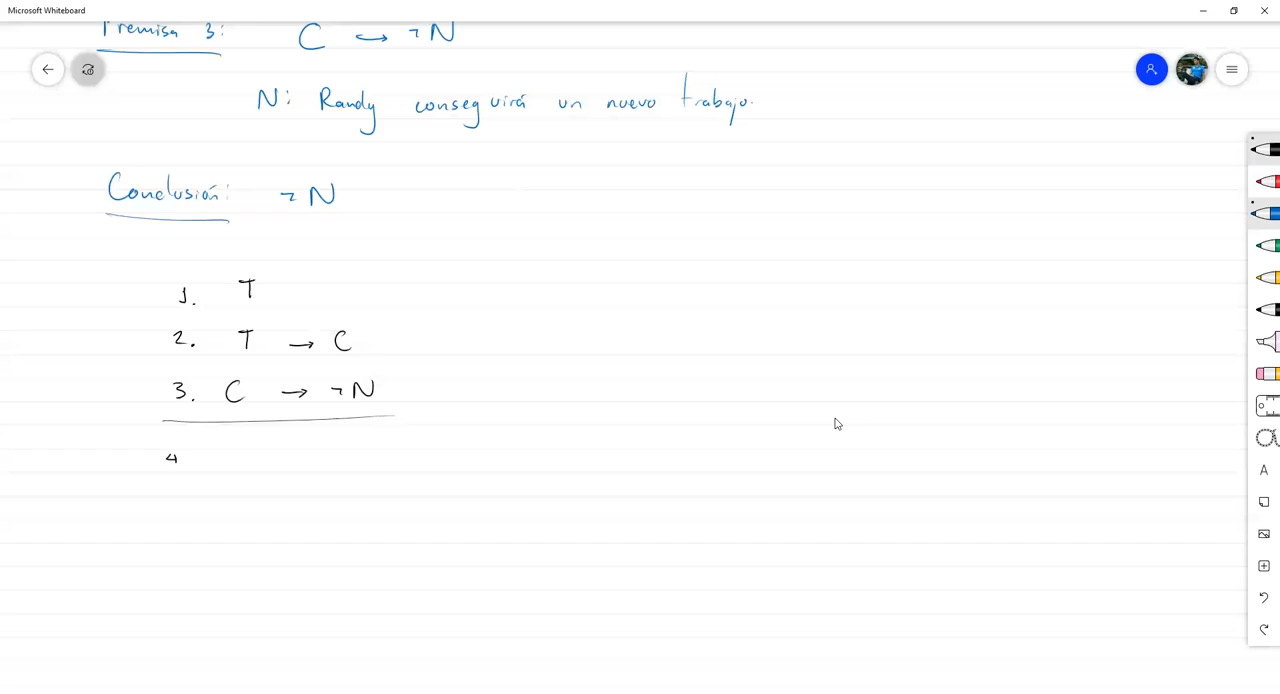 Microsoft Whiteboard
Premisa 3: C → ¬N
N: Randy conseguirá un nuevo trabajo.
Conclusión: ¬N
1. T
2. T → C
3. C → ¬N
4
A